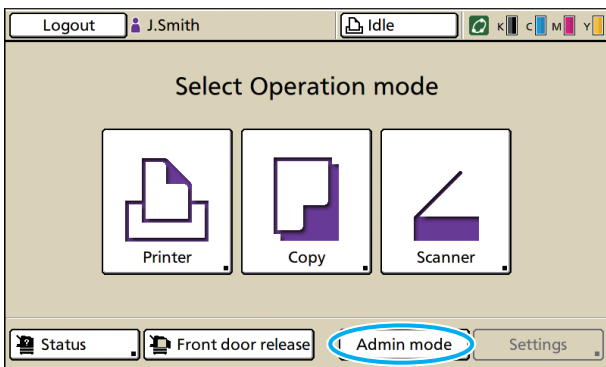 Logout J.Smith Idle K C M Y
Select Operation mode
Printer Copy Scanner
Status Front door release Admin mode Settings